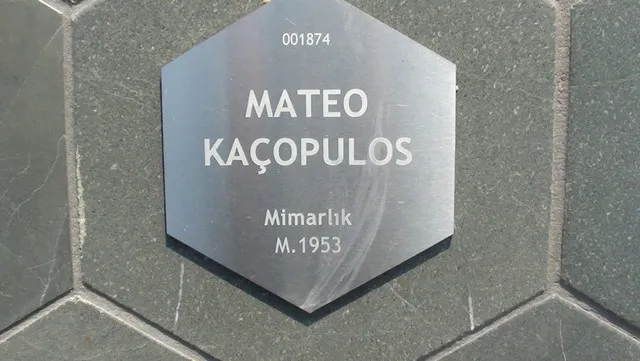 001874
MATEO
KAÇOPULOS
Mimarlık
M.1953